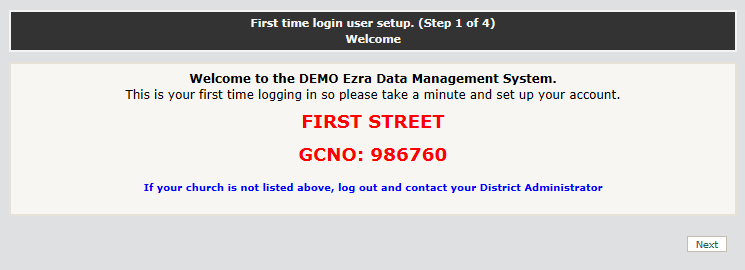 First time login user setup. (Step 1 of 4)
Welcome
Welcome to the DEMO Ezra Data Management System.
This is your first time logging in so please take a minute and set up your account.
FIRST STREET
GCNO: 986760
If your church is not listed above, log out and contact your District Administrator
Next